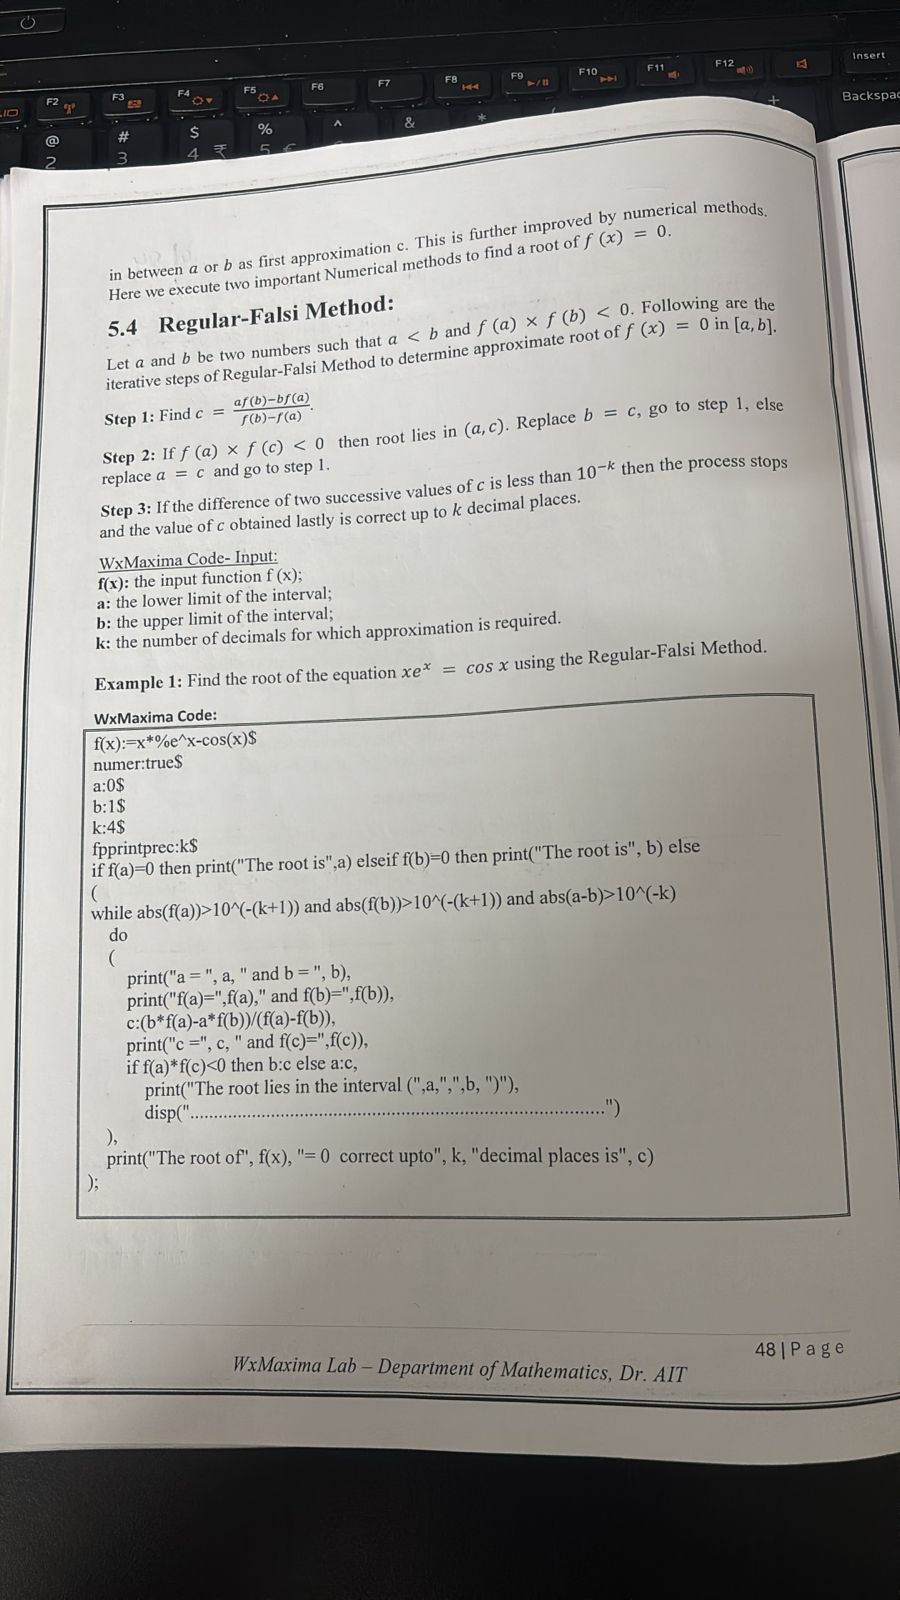 Insert
F2 F3 F4 F5 F6 F7 F8 F9 F10 F11 F12
Backspa
@ # $ % ^ & *
2 3 4 ₹ 5 €
+
in between a or b as first approximation c. This is further improved by numerical methods.
Here we execute two important Numerical methods to find a root of f (x) = 0.
5.4 Regular-Falsi Method:
Let a and b be two numbers such that a < b and f (a) × f (b) < 0. Following are the
iterative steps of Regular-Falsi Method to determine approximate root of f (x) = 0 in [a, b].
Step 1: Find c = af(b)−bf(a) / f(b)−f(a).
Step 2: If f (a) × f (c) < 0 then root lies in (a, c). Replace b = c, go to step 1, else
replace a = c and go to step 1.
Step 3: If the difference of two successive values of c is less than 10^−k then the process stops
and the value of c obtained lastly is correct up to k decimal places.
WxMaxima Code- Input:
f(x): the input function f (x);
a: the lower limit of the interval;
b: the upper limit of the interval;
k: the number of decimals for which approximation is required.
Example 1: Find the root of the equation xe^x = cos x using the Regular-Falsi Method.
WxMaxima Code:
f(x):=x*%e^x-cos(x)$
numer:true$
a:0$
b:1$
k:4$
fpprintprec:k$
if f(a)=0 then print("The root is",a) elseif f(b)=0 then print("The root is", b) else
(
while abs(f(a))>10^(-(k+1)) and abs(f(b))>10^(-(k+1)) and abs(a-b)>10^(-k)
do
(
print("a = ", a, " and b = ", b),
print("f(a)=",f(a)," and f(b)=",f(b)),
c:(b*f(a)-a*f(b))/(f(a)-f(b)),
print("c =", c, " and f(c)=",f(c)),
if f(a)*f(c)<0 then b:c else a:c,
print("The root lies in the interval (",a,",",b, ")"),
disp("........................................................................................")
),
print("The root of", f(x), "= 0 correct upto", k, "decimal places is", c)
);
48 | P a g e
WxMaxima Lab – Department of Mathematics, Dr. AIT